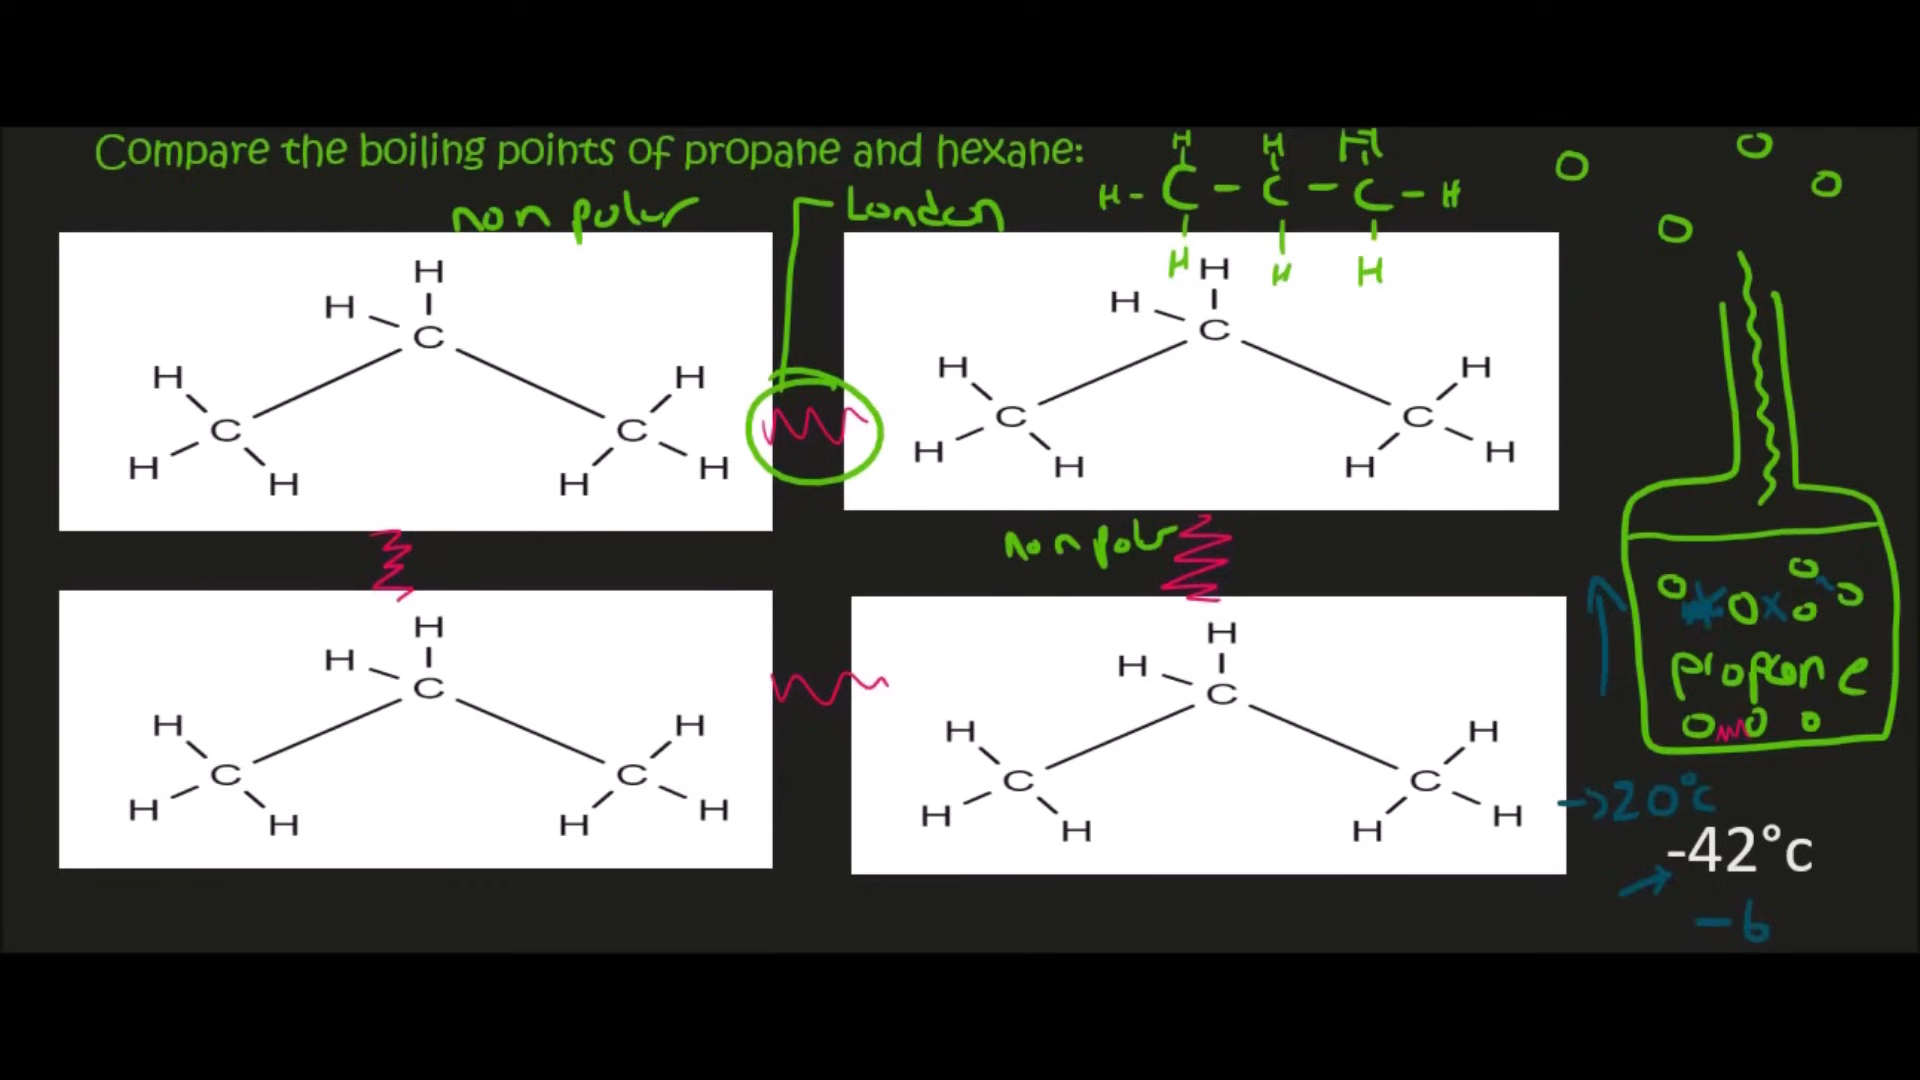 Compare the boiling points of propane and hexane:
non polar
London
H H H
H - C - C - C - H
H H H
H
H
C
H
H
C
C
H
H
H
H
H
H
C
H
H
C
C
H
H
H
H
non polar
H
H
C
H
H
C
C
H
H
H
H
H
H
C
H
H
C
C
H
H
H
H
propane
→20°C
-42°c
-6